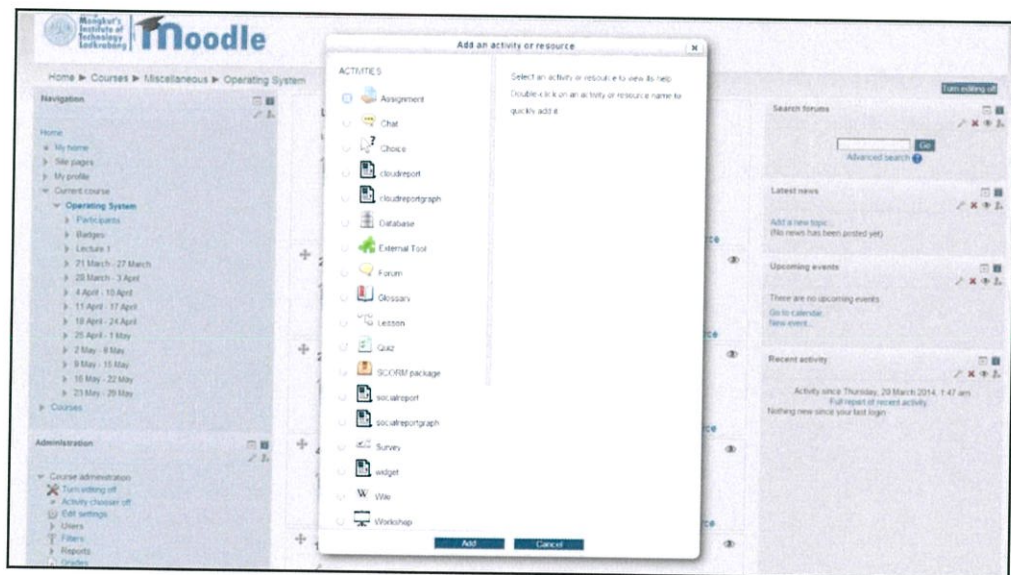 Mongkut's
Institute of
Technology
Ladkrabang
moodle
Home ► Courses ► Miscellaneous ► Operating System
Turn editing off
Navigation
Home
My home
Site pages
My profile
Current course
Operating System
Participants
Badges
Lecture 1
21 March - 27 March
28 March - 3 April
4 April - 10 April
11 April - 17 April
18 April - 24 April
25 April - 1 May
2 May - 8 May
9 May - 15 May
16 May - 22 May
23 May - 29 May
Courses
Administration
Course administration
Turn editing off
Activity chooser off
Edit settings
Users
Filters
Reports
Grades
Add an activity or resource
ACTIVITIES
Assignment
Chat
Choice
cloudreport
cloudreportgraph
Database
External Tool
Forum
Glossary
Lesson
Quiz
SCORM package
socialreport
socialreportgraph
Survey
widget
Wiki
Workshop
Select an activity or resource to view its help.
Double-click on an activity or resource name to
quickly add it.
Add
Cancel
Search forums
Go
Advanced search
Latest news
Add a new topic...
(No news has been posted yet)
Upcoming events
There are no upcoming events
Go to calendar...
New event...
Recent activity
Activity since Thursday, 20 March 2014, 1:47 am
Full report of recent activity...
Nothing new since your last login